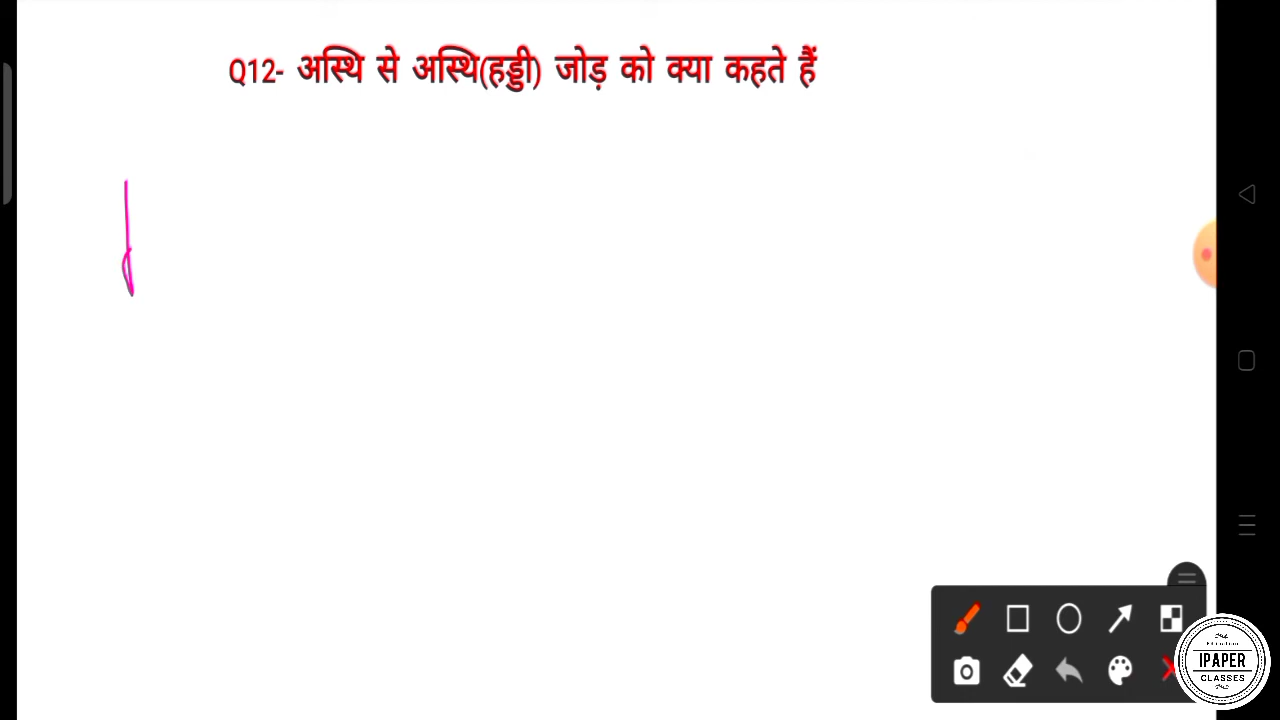 Q12- अस्थि से अस्थि(हड्डी) जोड़ को क्या कहते हैं
IPAPER
CLASSES